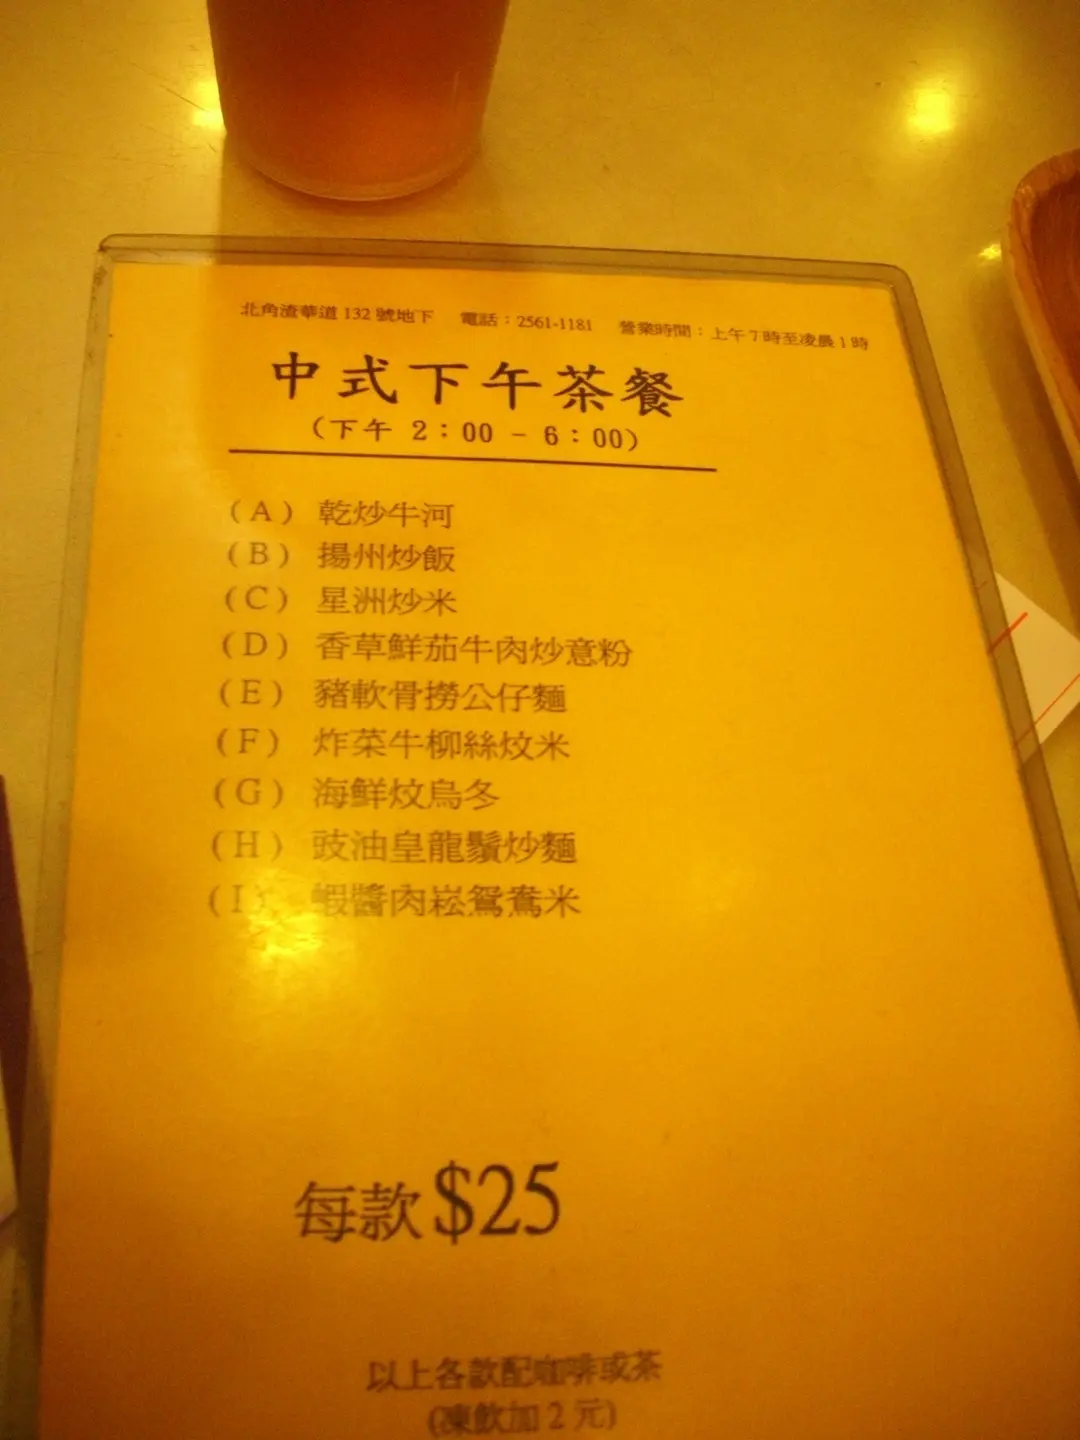 北角渣華道 132 號地下 電話：2561-1181 營業時間：上午 7 時至凌晨 1 時
中式下午茶餐
（下午 2：00 - 6：00）
（A） 乾炒牛河
（B） 揚州炒飯
（C） 星洲炒米
（D） 香草鮮茄牛肉炒意粉
（E） 豬軟骨撈公仔麵
（F） 炸菜牛柳絲炆米
（G） 海鮮炆烏冬
（H） 豉油皇龍鬚炒麵
（I） 蝦醬肉崧鴛鴦米
每款 $25
以上各款配咖啡或茶
(凍飲加 2 元)